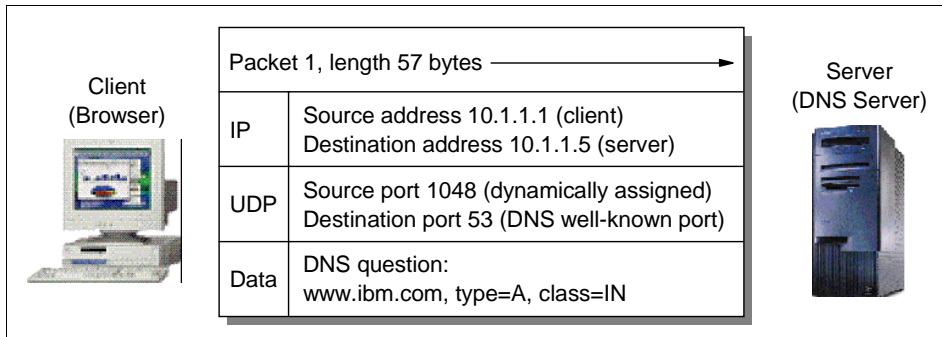 Client
(Browser)
Packet 1, length 57 bytes
IP
Source address 10.1.1.1 (client)
Destination address 10.1.1.5 (server)
UDP
Source port 1048 (dynamically assigned)
Destination port 53 (DNS well-known port)
Data
DNS question:
www.ibm.com, type=A, class=IN
Server
(DNS Server)